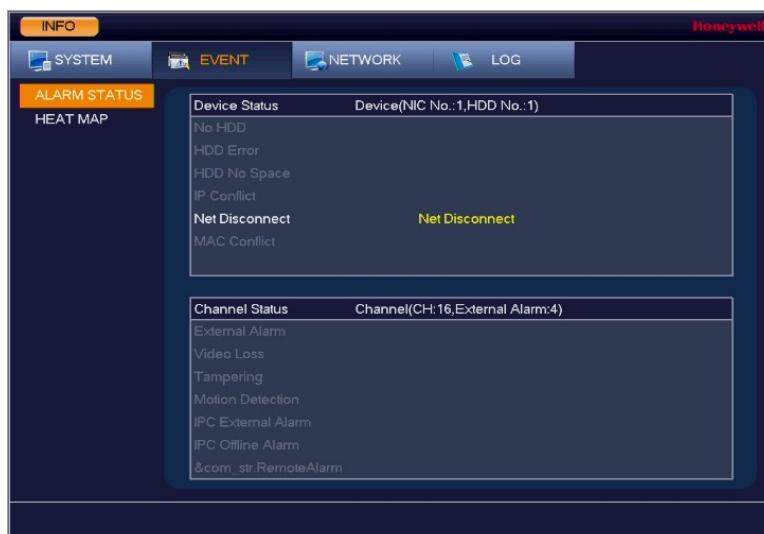 INFO
Honeywell
SYSTEM EVENT NETWORK LOG
ALARM STATUS
HEAT MAP
Device Status Device(NIC No.:1,HDD No.:1)
No HDD
HDD Error
HDD No Space
IP Conflict
Net Disconnect Net Disconnect
MAC Conflict
Channel Status Channel(CH:16,External Alarm:4)
External Alarm
Video Loss
Tampering
Motion Detection
IPC External Alarm
IPC Offline Alarm
&com_str.RemoteAlarm